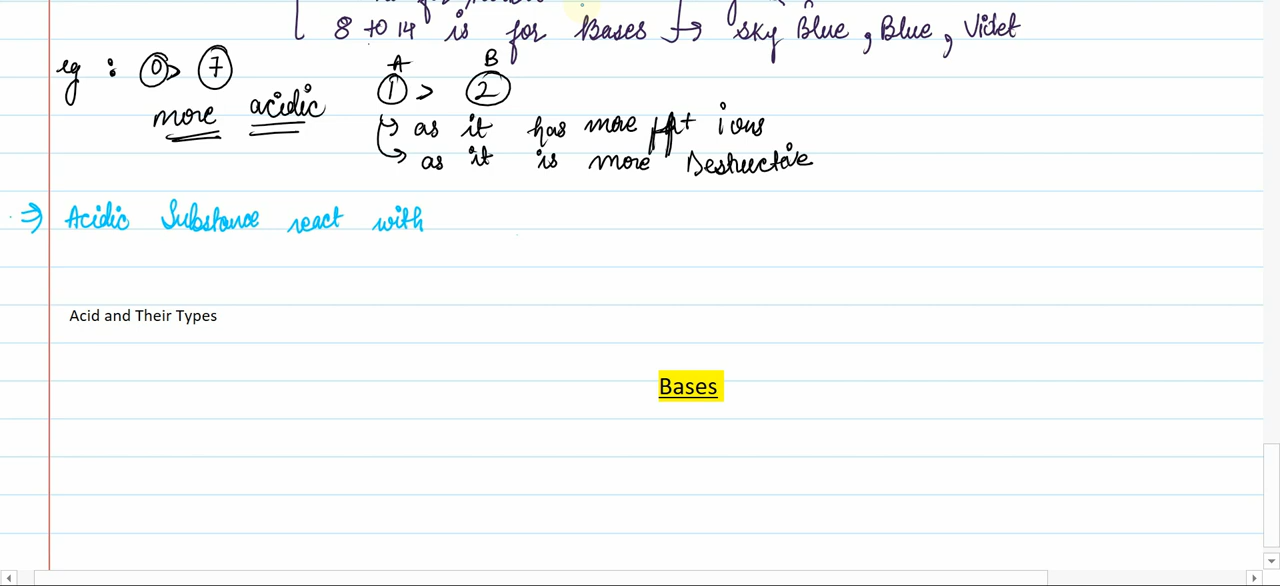 8 to 14 is for Bases → Sky Blue, Blue, Violet
eg : 0 > 7
A B
1 > 2
more acidic
as it has more H+ ions
as it is more Destructive
⇒ Acidic Substance react with
Acid and Their Types
Bases